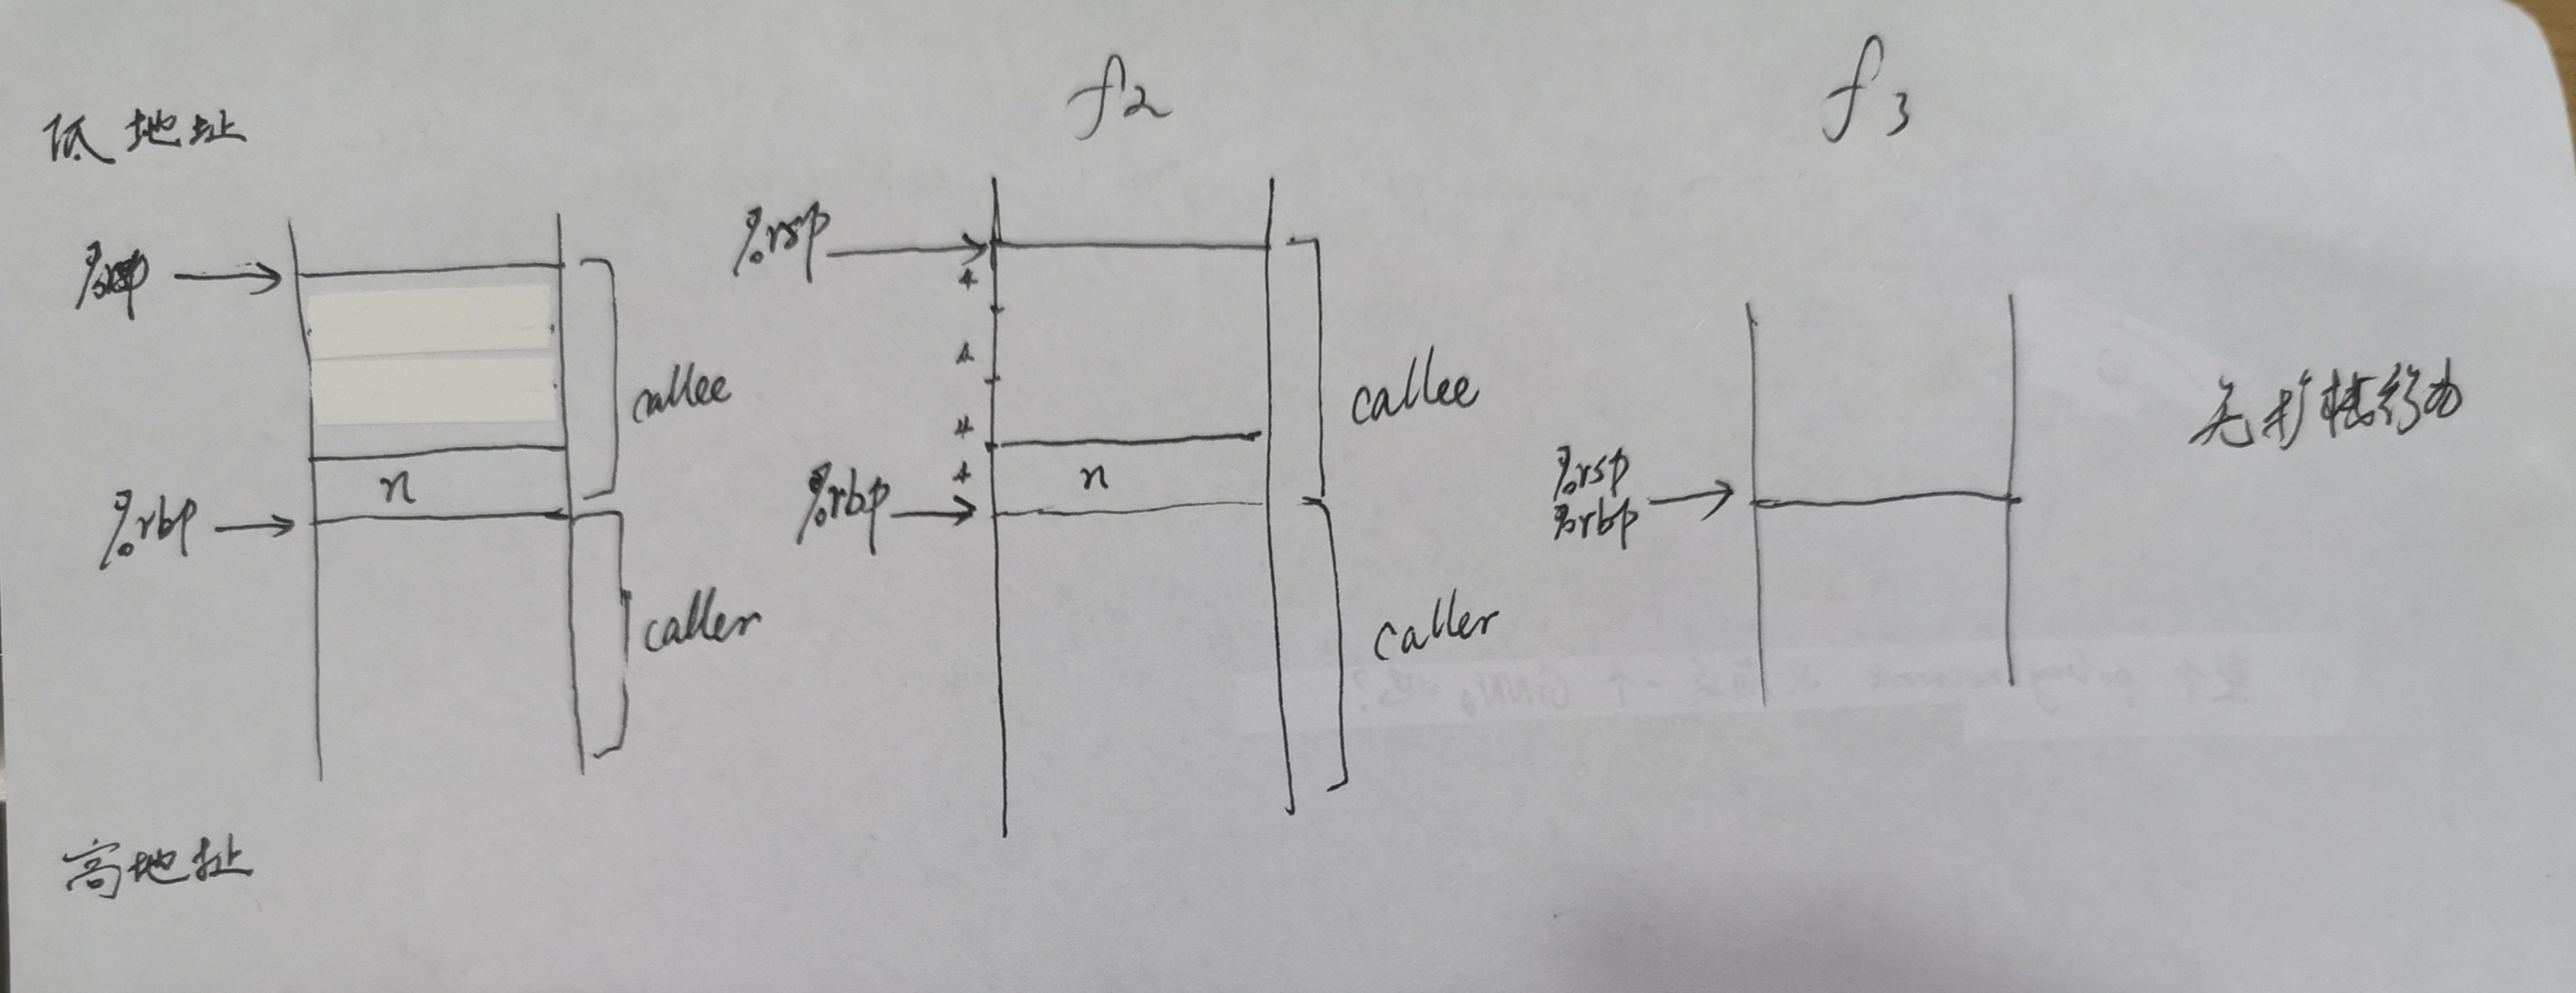 低地址
f2
f3
%rsp
callee
n
%rbp
caller
%rsp
4
4
4
4
callee
n
%rbp
caller
%rsp
%rbp
无扩栈移动
高地址